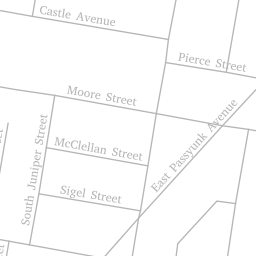 Castle Avenue
Pierce Street
Moore Street
East Passyunk Avenue
McClellan Street
South Juniper Street
Sigel Street